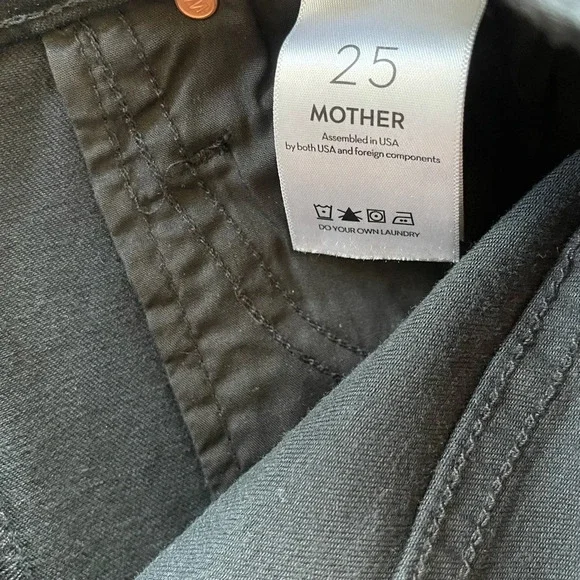 25
MOTHER
Assembled in USA
by both USA and foreign components
DO YOUR OWN LAUNDRY